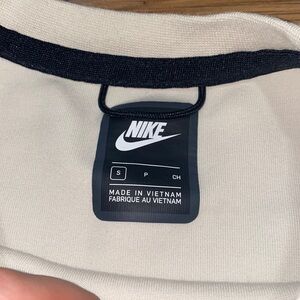 NIKE
S P CH
MADE IN VIETNAM
FABRIQUE AU VIETNAM